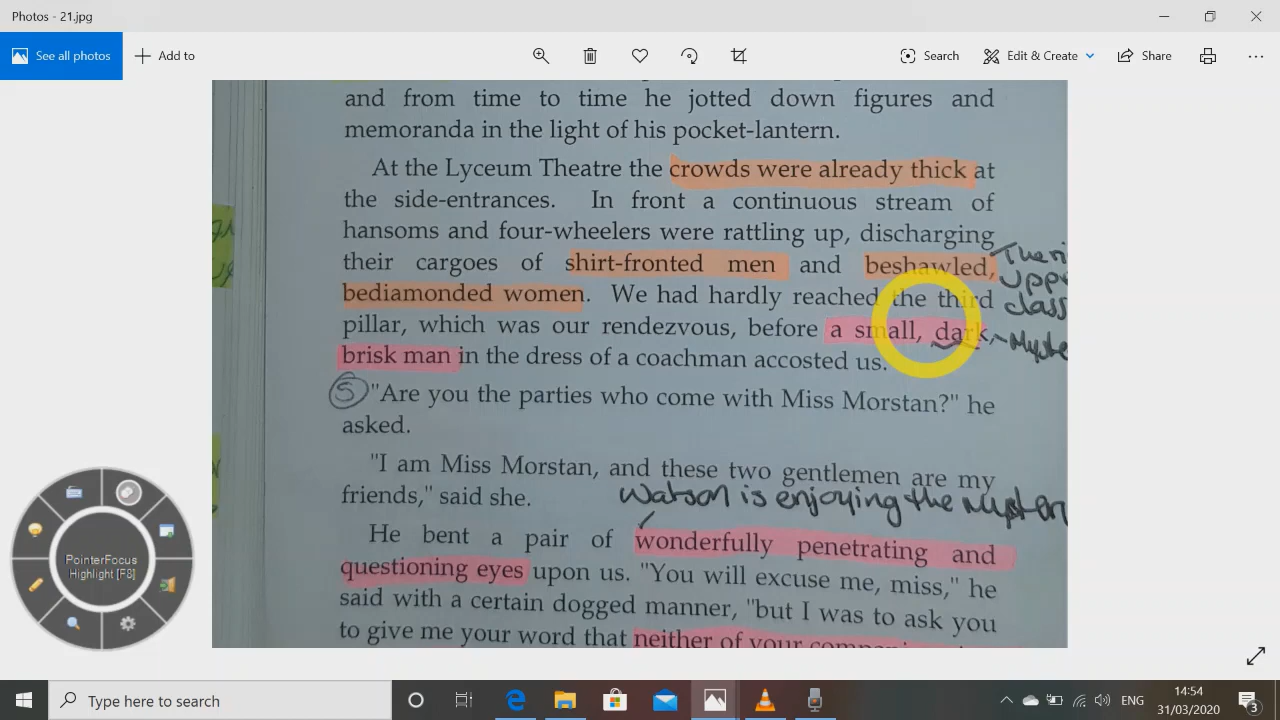 Photos - 21.jpg
See all photos
Add to
Search
Edit & Create
Share
and from time to time he jotted down figures and
memoranda in the light of his pocket-lantern.
At the Lyceum Theatre the crowds were already thick at
the side-entrances. In front a continuous stream of
hansoms and four-wheelers were rattling up, discharging
their cargoes of shirt-fronted men and beshawled,
bediamonded women. We had hardly reached the third
pillar, which was our rendezvous, before a small, dark,
brisk man in the dress of a coachman accosted us.
5 "Are you the parties who come with Miss Morstan?" he
asked.
"I am Miss Morstan, and these two gentlemen are my
friends," said she.
Watson is enjoying the
He bent a pair of wonderfully penetrating and
questioning eyes upon us. "You will excuse me, miss," he
said with a certain dogged manner, "but I was to ask you
to give me your word that neither of your
class
PointerFocus
Highlight [F8]
Type here to search
ENG
14:54
31/03/2020
3